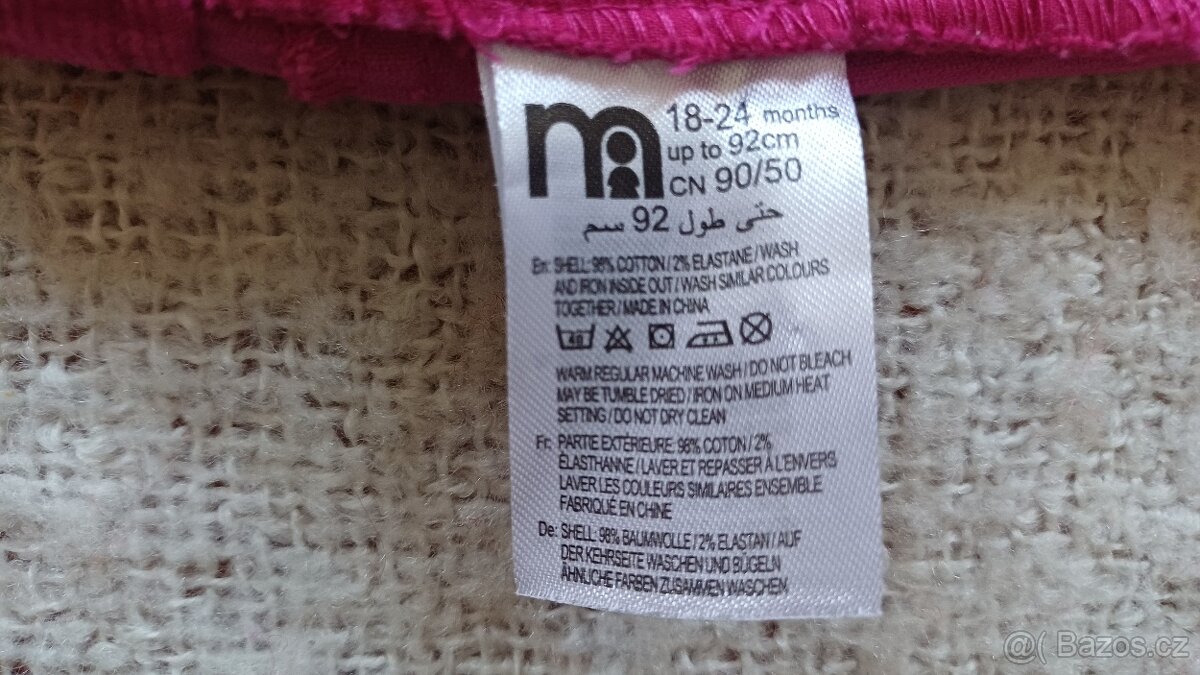 m
18-24 months
up to 92cm
CN 90/50
حتى طول 92 سم
En: SHELL: 98% COTTON / 2% ELASTANE / WASH
AND IRON INSIDE OUT / WASH SIMILAR COLOURS
TOGETHER / MADE IN CHINA
40
WARM REGULAR MACHINE WASH / DO NOT BLEACH
MAY BE TUMBLE DRIED / IRON ON MEDIUM HEAT
SETTING / DO NOT DRY CLEAN
Fr: PARTIE EXTÉRIEURE: 98% COTON / 2%
ÉLASTHANNE / LAVER ET REPASSER À L'ENVERS
LAVER LES COULEURS SIMILAIRES ENSEMBLE
FABRIQUÉ EN CHINE
De: SHELL: 98% BAUMWOLLE / 2% ELASTAN / AUF
DER KEHRSEITE WASCHEN UND BÜGELN
ÄHNLICHE FARBEN ZUSAMMEN WASCHEN
@( Bazos.cz